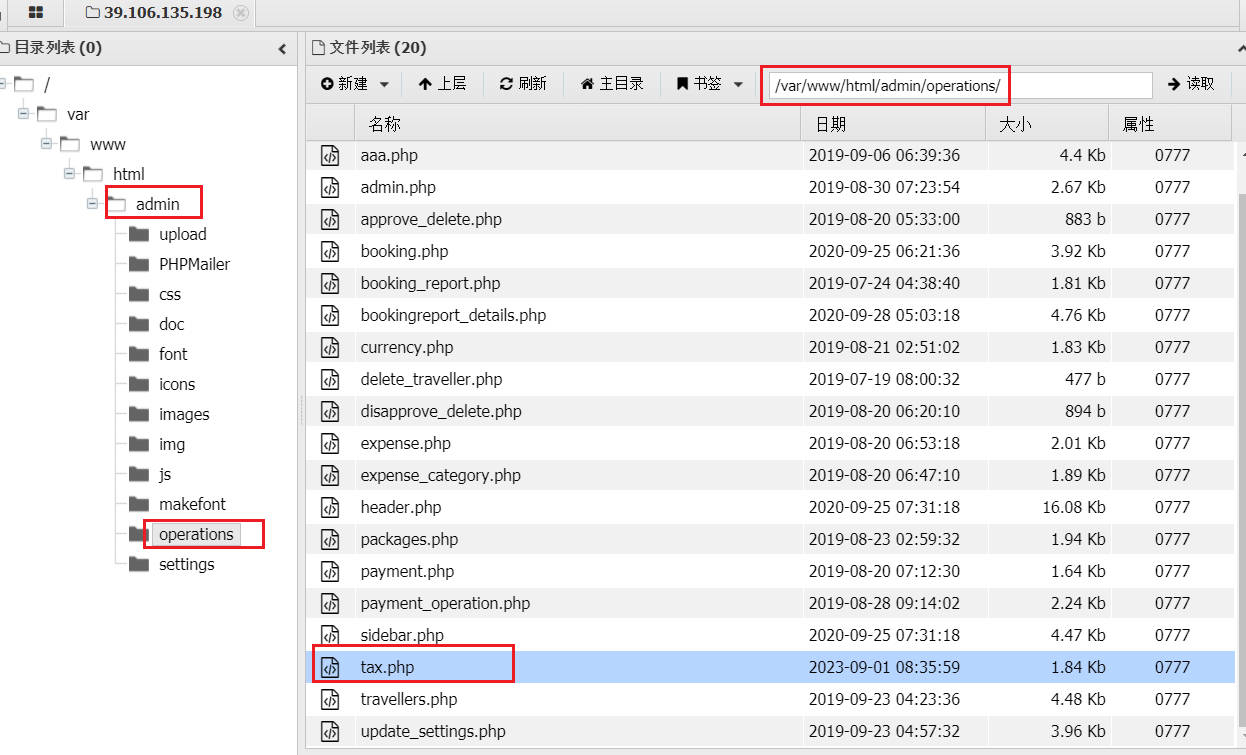 39.106.135.198
目录列表 (0)
/
var
www
html
admin
upload
PHPMailer
css
doc
font
icons
images
img
js
makefont
operations
settings
文件列表 (20)
新建 上层 刷新 主目录 书签 /var/www/html/admin/operations/ 读取
名称 日期 大小 属性
aaa.php 2019-09-06 06:39:36 4.4 Kb 0777
admin.php 2019-08-30 07:23:54 2.67 Kb 0777
approve_delete.php 2019-08-20 05:33:00 883 b 0777
booking.php 2020-09-25 06:21:36 3.92 Kb 0777
booking_report.php 2019-07-24 04:38:40 1.81 Kb 0777
bookingreport_details.php 2020-09-28 05:03:18 4.76 Kb 0777
currency.php 2019-08-21 02:51:02 1.83 Kb 0777
delete_traveller.php 2019-07-19 08:00:32 477 b 0777
disapprove_delete.php 2019-08-20 06:20:10 894 b 0777
expense.php 2019-08-20 06:53:18 2.01 Kb 0777
expense_category.php 2019-08-20 06:47:10 1.89 Kb 0777
header.php 2020-09-25 07:31:18 16.08 Kb 0777
packages.php 2019-08-23 02:59:32 1.94 Kb 0777
payment.php 2019-08-20 07:12:30 1.64 Kb 0777
payment_operation.php 2019-08-28 09:14:02 2.24 Kb 0777
sidebar.php 2020-09-25 07:31:18 4.47 Kb 0777
tax.php 2023-09-01 08:35:59 1.84 Kb 0777
travellers.php 2019-09-23 04:23:36 4.48 Kb 0777
update_settings.php 2019-09-23 04:57:32 3.96 Kb 0777